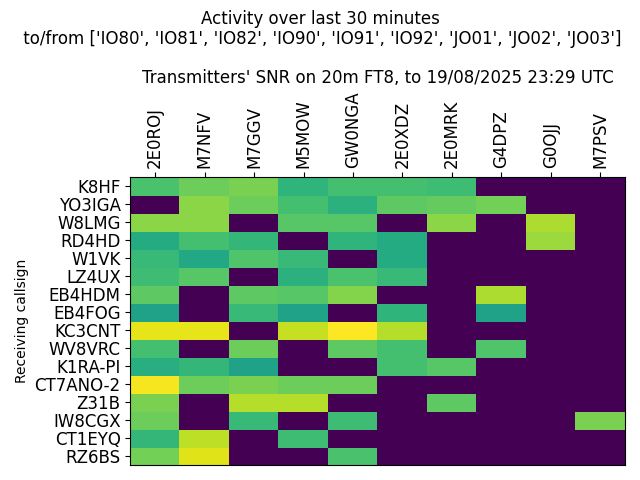 Activity over last 30 minutes
to/from ['IO80', 'IO81', 'IO82', 'IO90', 'IO91', 'IO92', 'JO01', 'JO02', 'JO03']
Transmitters' SNR on 20m FT8, to 19/08/2025 23:29 UTC
2E0ROJ
M7NFV
M7GGV
M5MOW
GW0NGA
2E0XDZ
2E0MRK
G4DPZ
G0OJJ
M7PSV
Receiving callsign
K8HF
YO3IGA
W8LMG
RD4HD
W1VK
LZ4UX
EB4HDM
EB4FOG
KC3CNT
WV8VRC
K1RA-PI
CT7ANO-2
Z31B
IW8CGX
CT1EYQ
RZ6BS